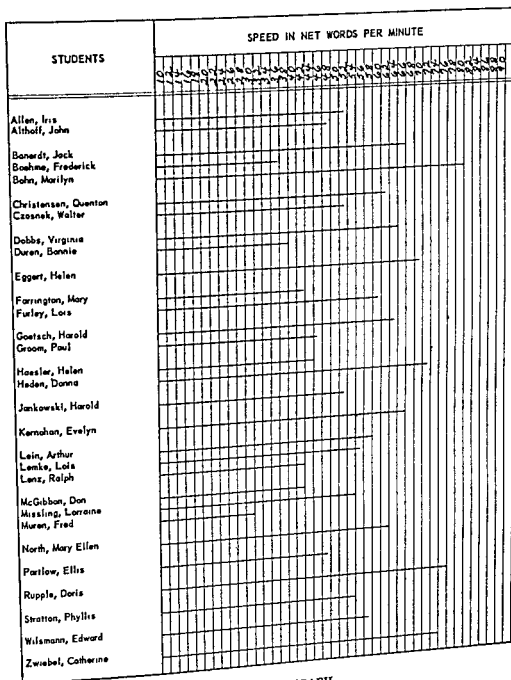 STUDENTS
SPEED IN NET WORDS PER MINUTE
Allen, Iris
Althoff, John
Banerdt, Jack
Boehme, Frederick
Bohn, Marilyn
Christensen, Quenton
Czosnek, Walter
Dobbs, Virginia
Duren, Bonnie
Eggert, Helen
Farrington, Mary
Furley, Lois
Goetsch, Harold
Groom, Paul
Haesler, Helen
Heden, Donna
Jankowski, Harold
Kernahan, Evelyn
Lein, Arthur
Lemke, Lois
Lenz, Ralph
McGibbon, Don
Missling, Lorraine
Muren, Fred
North, Mary Ellen
Partlow, Ellis
Rupple, Doris
Stratton, Phyllis
Wilsmann, Edward
Zwiebel, Catherine